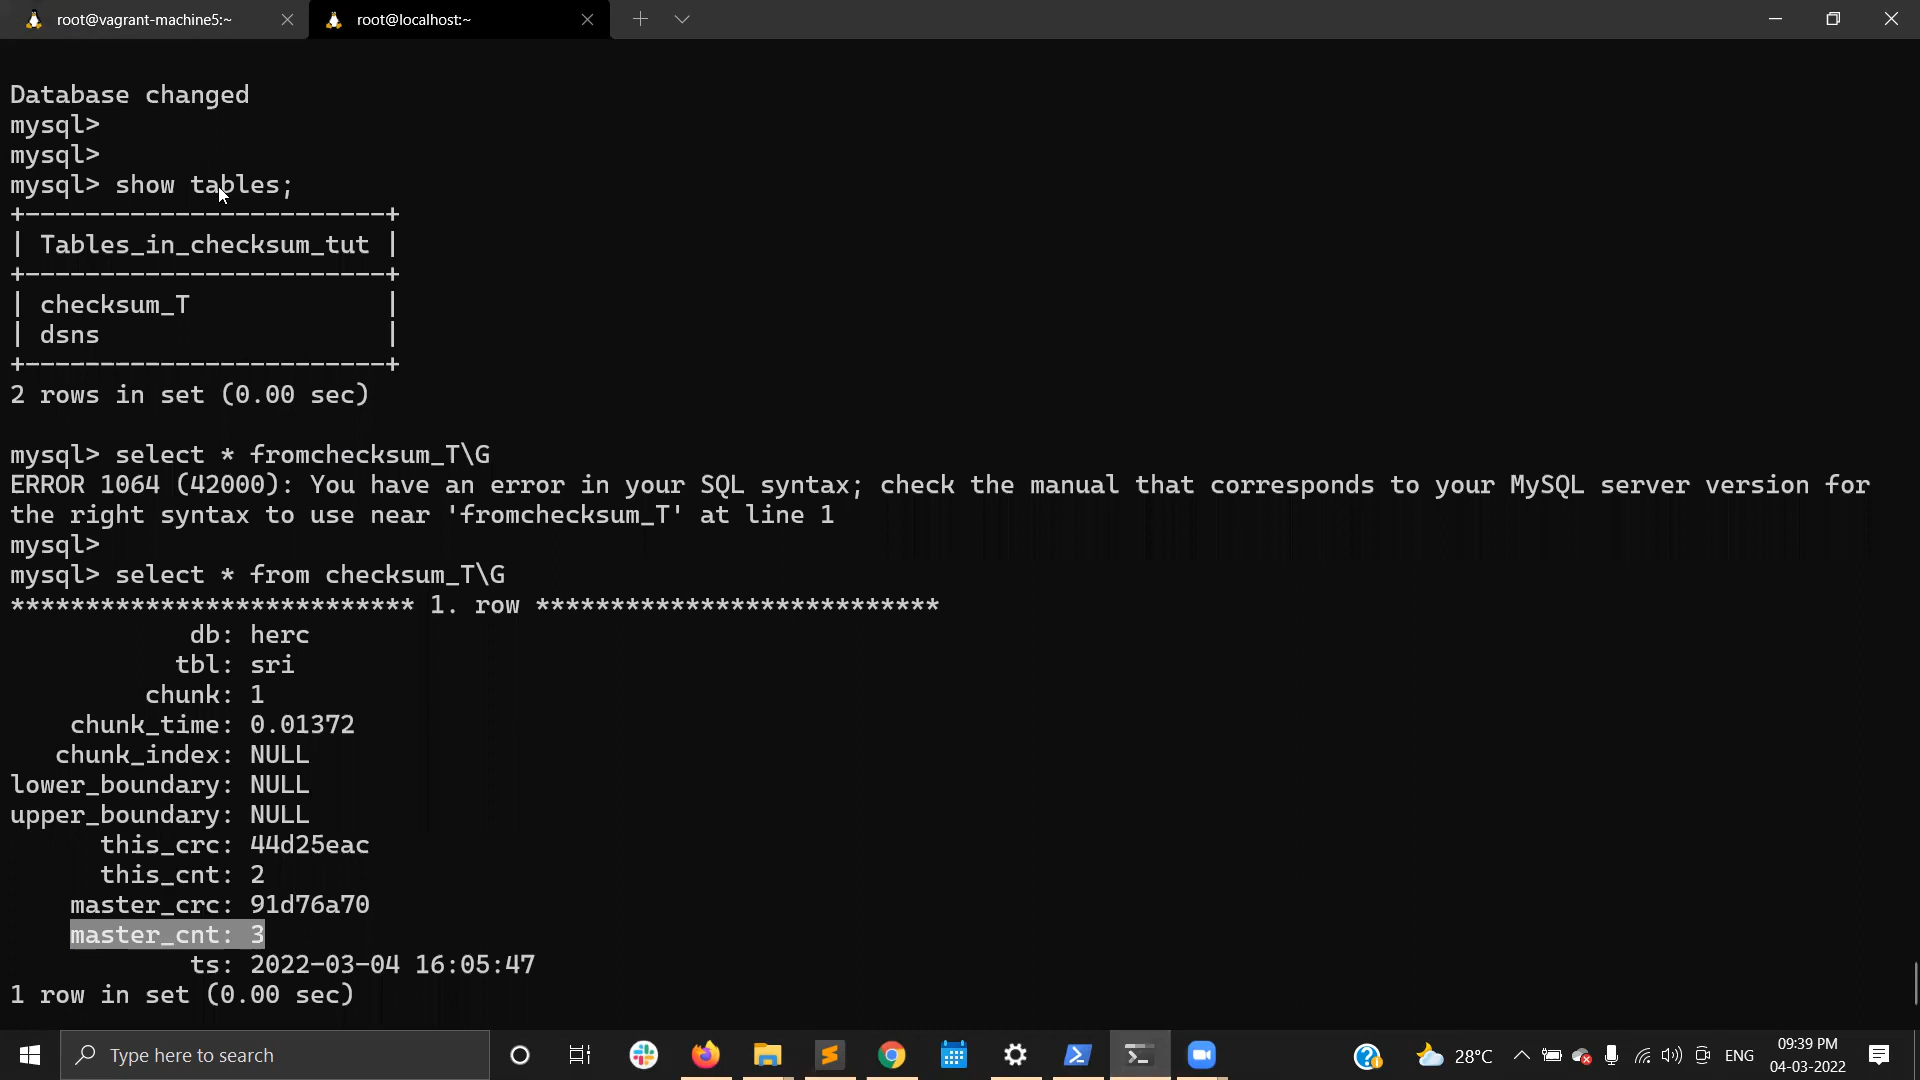 root@vagrant-machine5:~
root@localhost:~
Database changed
mysql>
mysql>
mysql> show tables;
+------------------------+
| Tables_in_checksum_tut |
+------------------------+
| checksum_T             |
| dsns                   |
+------------------------+
2 rows in set (0.00 sec)
mysql> select * fromchecksum_T\G
ERROR 1064 (42000): You have an error in your SQL syntax; check the manual that corresponds to your MySQL server version for
the right syntax to use near 'fromchecksum_T' at line 1
mysql>
mysql> select * from checksum_T\G
*************************** 1. row ***************************
            db: herc
           tbl: sri
         chunk: 1
    chunk_time: 0.01372
   chunk_index: NULL
lower_boundary: NULL
upper_boundary: NULL
      this_crc: 44d25eac
      this_cnt: 2
    master_crc: 91d76a70
    master_cnt: 3
            ts: 2022-03-04 16:05:47
1 row in set (0.00 sec)
Type here to search
28°C
ENG
09:39 PM
04-03-2022